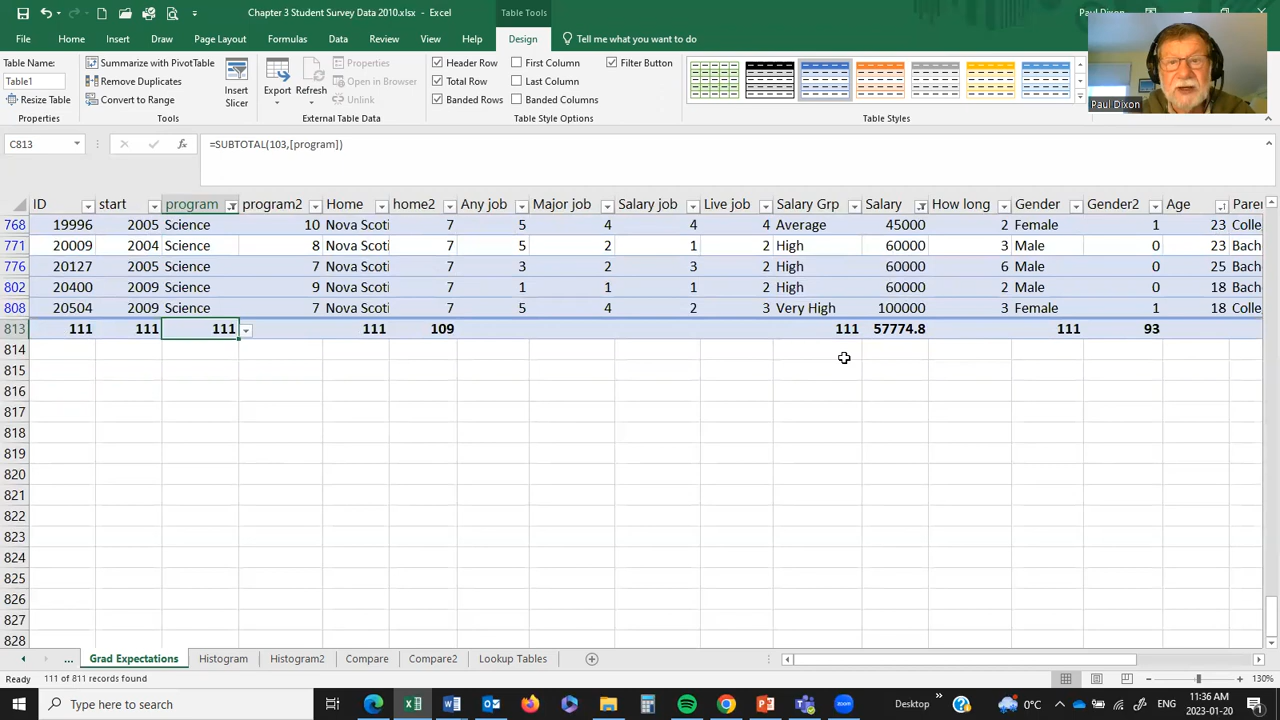 Chapter 3 Student Survey Data 2010.xlsx - Excel
Table Tools
Paul Dixon
File Home Insert Draw Page Layout Formulas Data Review View Help Design Tell me what you want to do
Table Name: Summarize with PivotTable Properties Header Row First Column Filter Button
Table1 Remove Duplicates Open in Browser Total Row Last Column
Resize Table Convert to Range Insert Slicer Export Refresh Unlink Banded Rows Banded Columns
Properties Tools External Table Data Table Style Options Table Styles
Paul Dixon
C813 fx =SUBTOTAL(103,[program])
ID start program program2 Home home2 Any job Major job Salary job Live job Salary Grp Salary How long Gender Gender2 Age
768 19996 2005 Science 10 Nova Scoti 7 5 4 4 4 Average 45000 2 Female 1 23 Colle
771 20009 2004 Science 8 Nova Scoti 7 5 2 1 2 High 60000 3 Male 0 23 Bach
776 20127 2005 Science 7 Nova Scoti 7 3 2 3 2 High 60000 6 Male 0 25 Bach
802 20400 2009 Science 9 Nova Scoti 7 1 1 1 2 High 60000 2 Male 0 18 Bach
808 20504 2009 Science 7 Nova Scoti 7 5 4 2 3 Very High 100000 3 Female 1 18 Colle
813 111 111 111 111 109 111 57774.8 111 93
814
815
816
817
818
819
820
821
822
823
824
825
826
827
828
... Grad Expectations Histogram Histogram2 Compare Compare2 Lookup Tables
Ready 111 of 811 records found 130%
Type here to search Desktop 0°C ENG 11:36 AM
2023-01-20